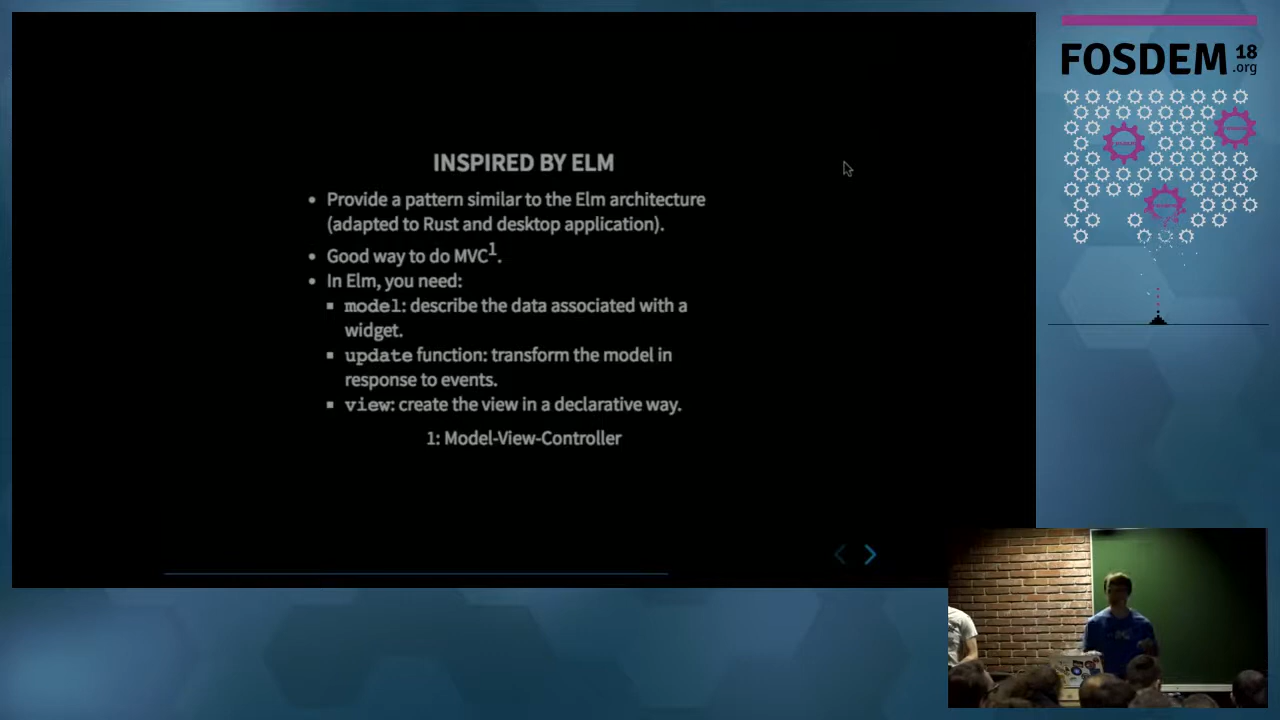 INSPIRED BY ELM
• Provide a pattern similar to the Elm architecture
(adapted to Rust and desktop application).
• Good way to do MVC1.
• In Elm, you need:
▪ model: describe the data associated with a
widget.
▪ update function: transform the model in
response to events.
▪ view: create the view in a declarative way.
1: Model-View-Controller
FOSDEM 18
.org